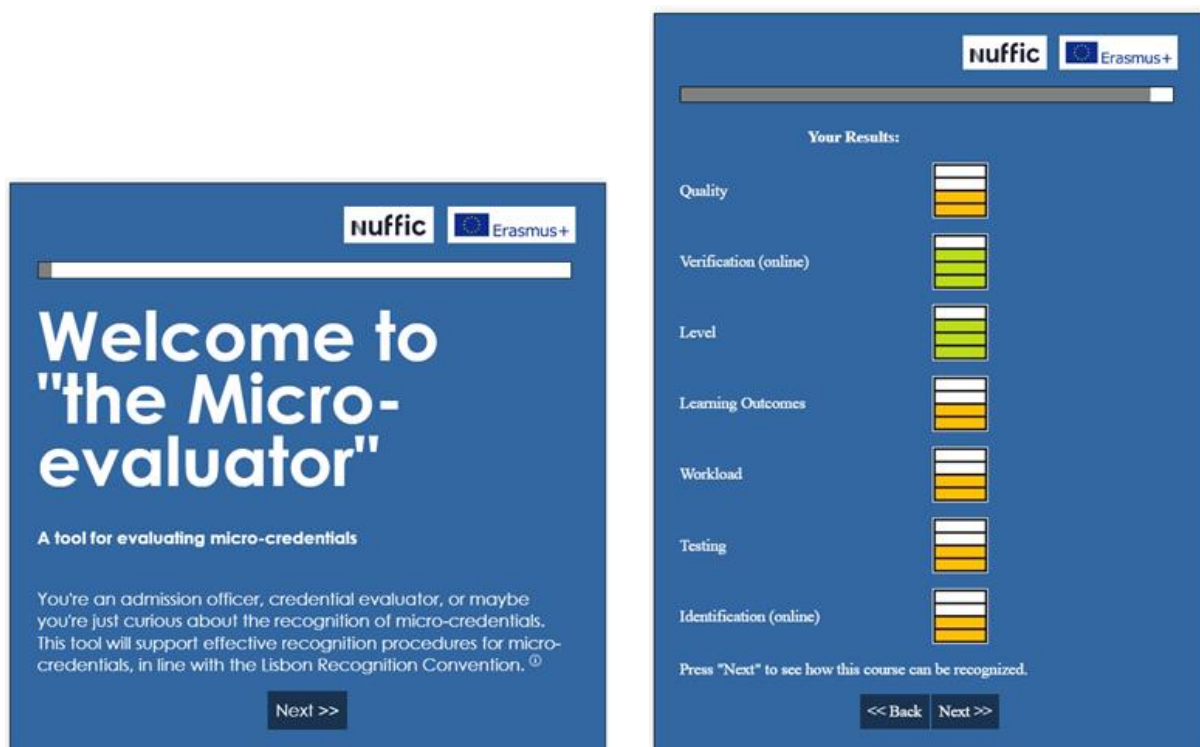 Nuffic
Erasmus+
Welcome to
"the Micro-
evaluator"
A tool for evaluating micro-credentials
You're an admission officer, credential evaluator, or maybe
you're just curious about the recognition of micro-credentials.
This tool will support effective recognition procedures for micro-
credentials, in line with the Lisbon Recognition Convention. ⓘ
Next >>
Nuffic
Erasmus+
Your Results:
Quality
Verification (online)
Level
Learning Outcomes
Workload
Testing
Identification (online)
Press "Next" to see how this course can be recognized.
<< Back Next >>